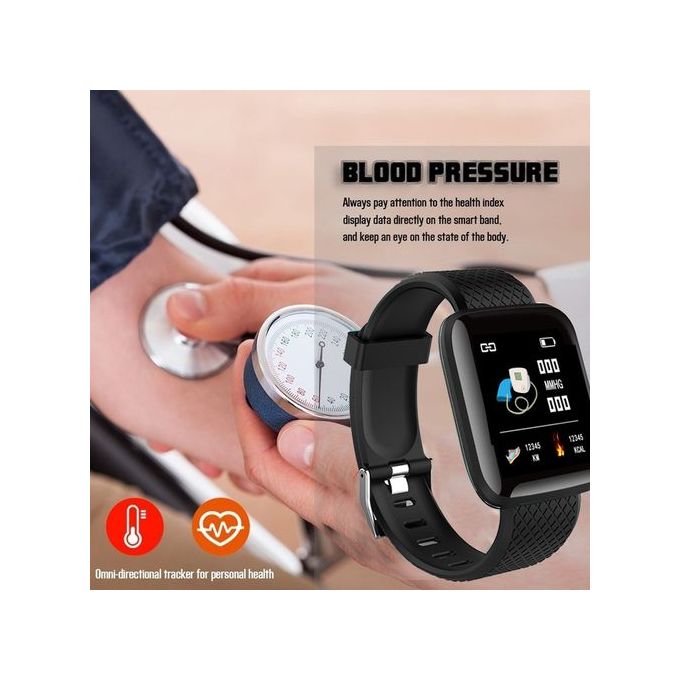 BLOOD PRESSURE
Always pay attention to the health index
display data directly on the smart band,
and keep an eye on the state of the body.
000
MMHG
000
12345
KM
12345
KCAL
Omni-directional tracker for personal health